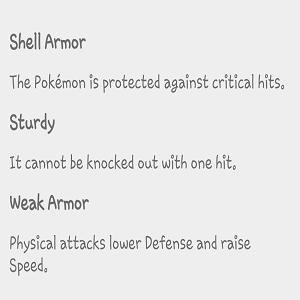 Shell Armor
The Pokémon is protected against critical hits.
Sturdy
It cannot be knocked out with one hit.
Weak Armor
Physical attacks lower Defense and raise
Speed.